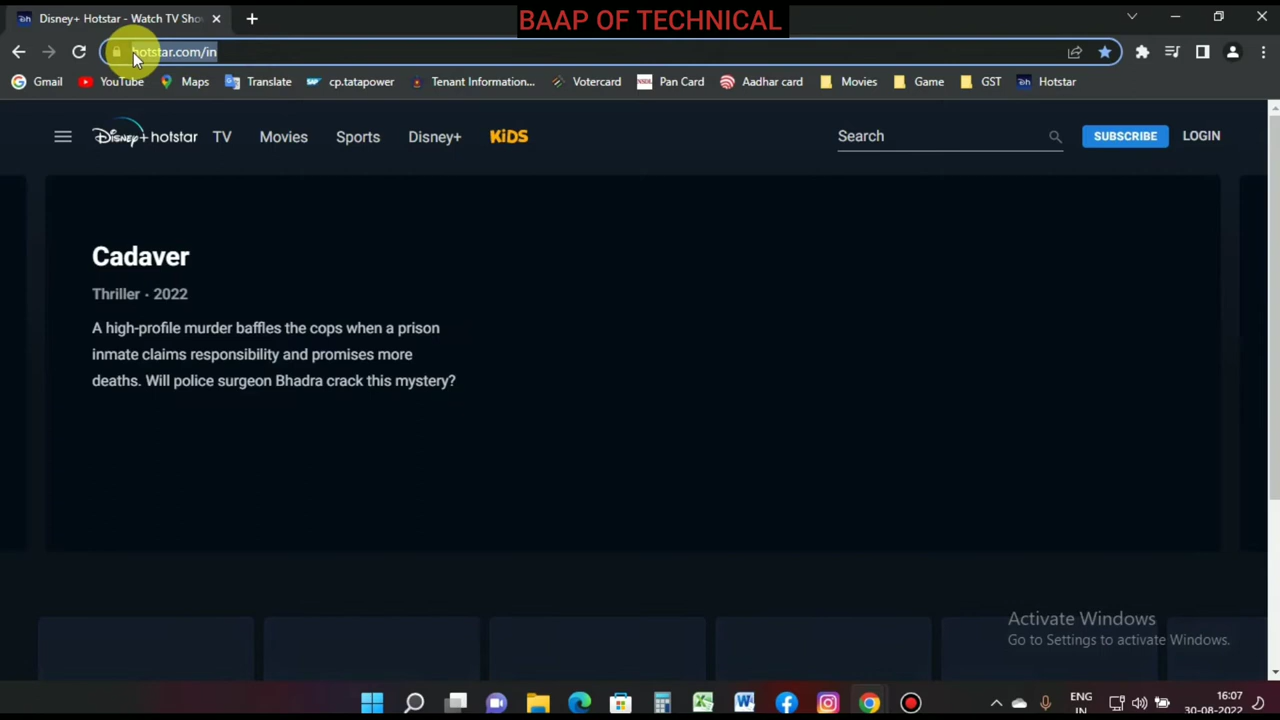 BAAP OF TECHNICAL
Disney+ Hotstar - Watch TV Sho
hotstar.com/in
Gmail YouTube Maps Translate cp.tatapower Tenant Information... Votercard Pan Card Aadhar card Movies Game GST Hotstar
Disney+ hotstar TV Movies Sports Disney+ KiDS Search SUBSCRIBE LOGIN
Cadaver
Thriller · 2022
A high-profile murder baffles the cops when a prison
inmate claims responsibility and promises more
deaths. Will police surgeon Bhadra crack this mystery?
Activate Windows
Go to Settings to activate Windows.
ENG
IN
16:07
30-08-2022